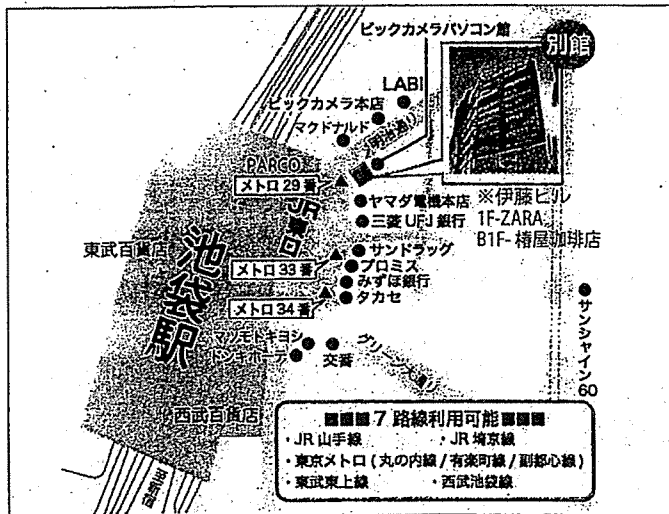 ビックカメラパソコン館
別館
LABI
ビックカメラ本店
マクドナルド
明治通り
PARCO
メトロ29番
JR東口
ヤマダ電機本店
※伊藤ビル
三菱UFJ銀行
1F-ZARA
B1F-椿屋珈琲店
東武百貨店
池袋駅
サンドラッグ
メトロ33番
プロミス
みずほ銀行
メトロ34番
タカセ
サンシャイン60
マツモトキヨシ
ドンキホーテ
交番
グリーン大通り
西武百貨店
7路線利用可能
・JR山手線 ・JR埼京線
・東京メトロ(丸の内線/有楽町線/副都心線)
・東武東上線 ・西武池袋線